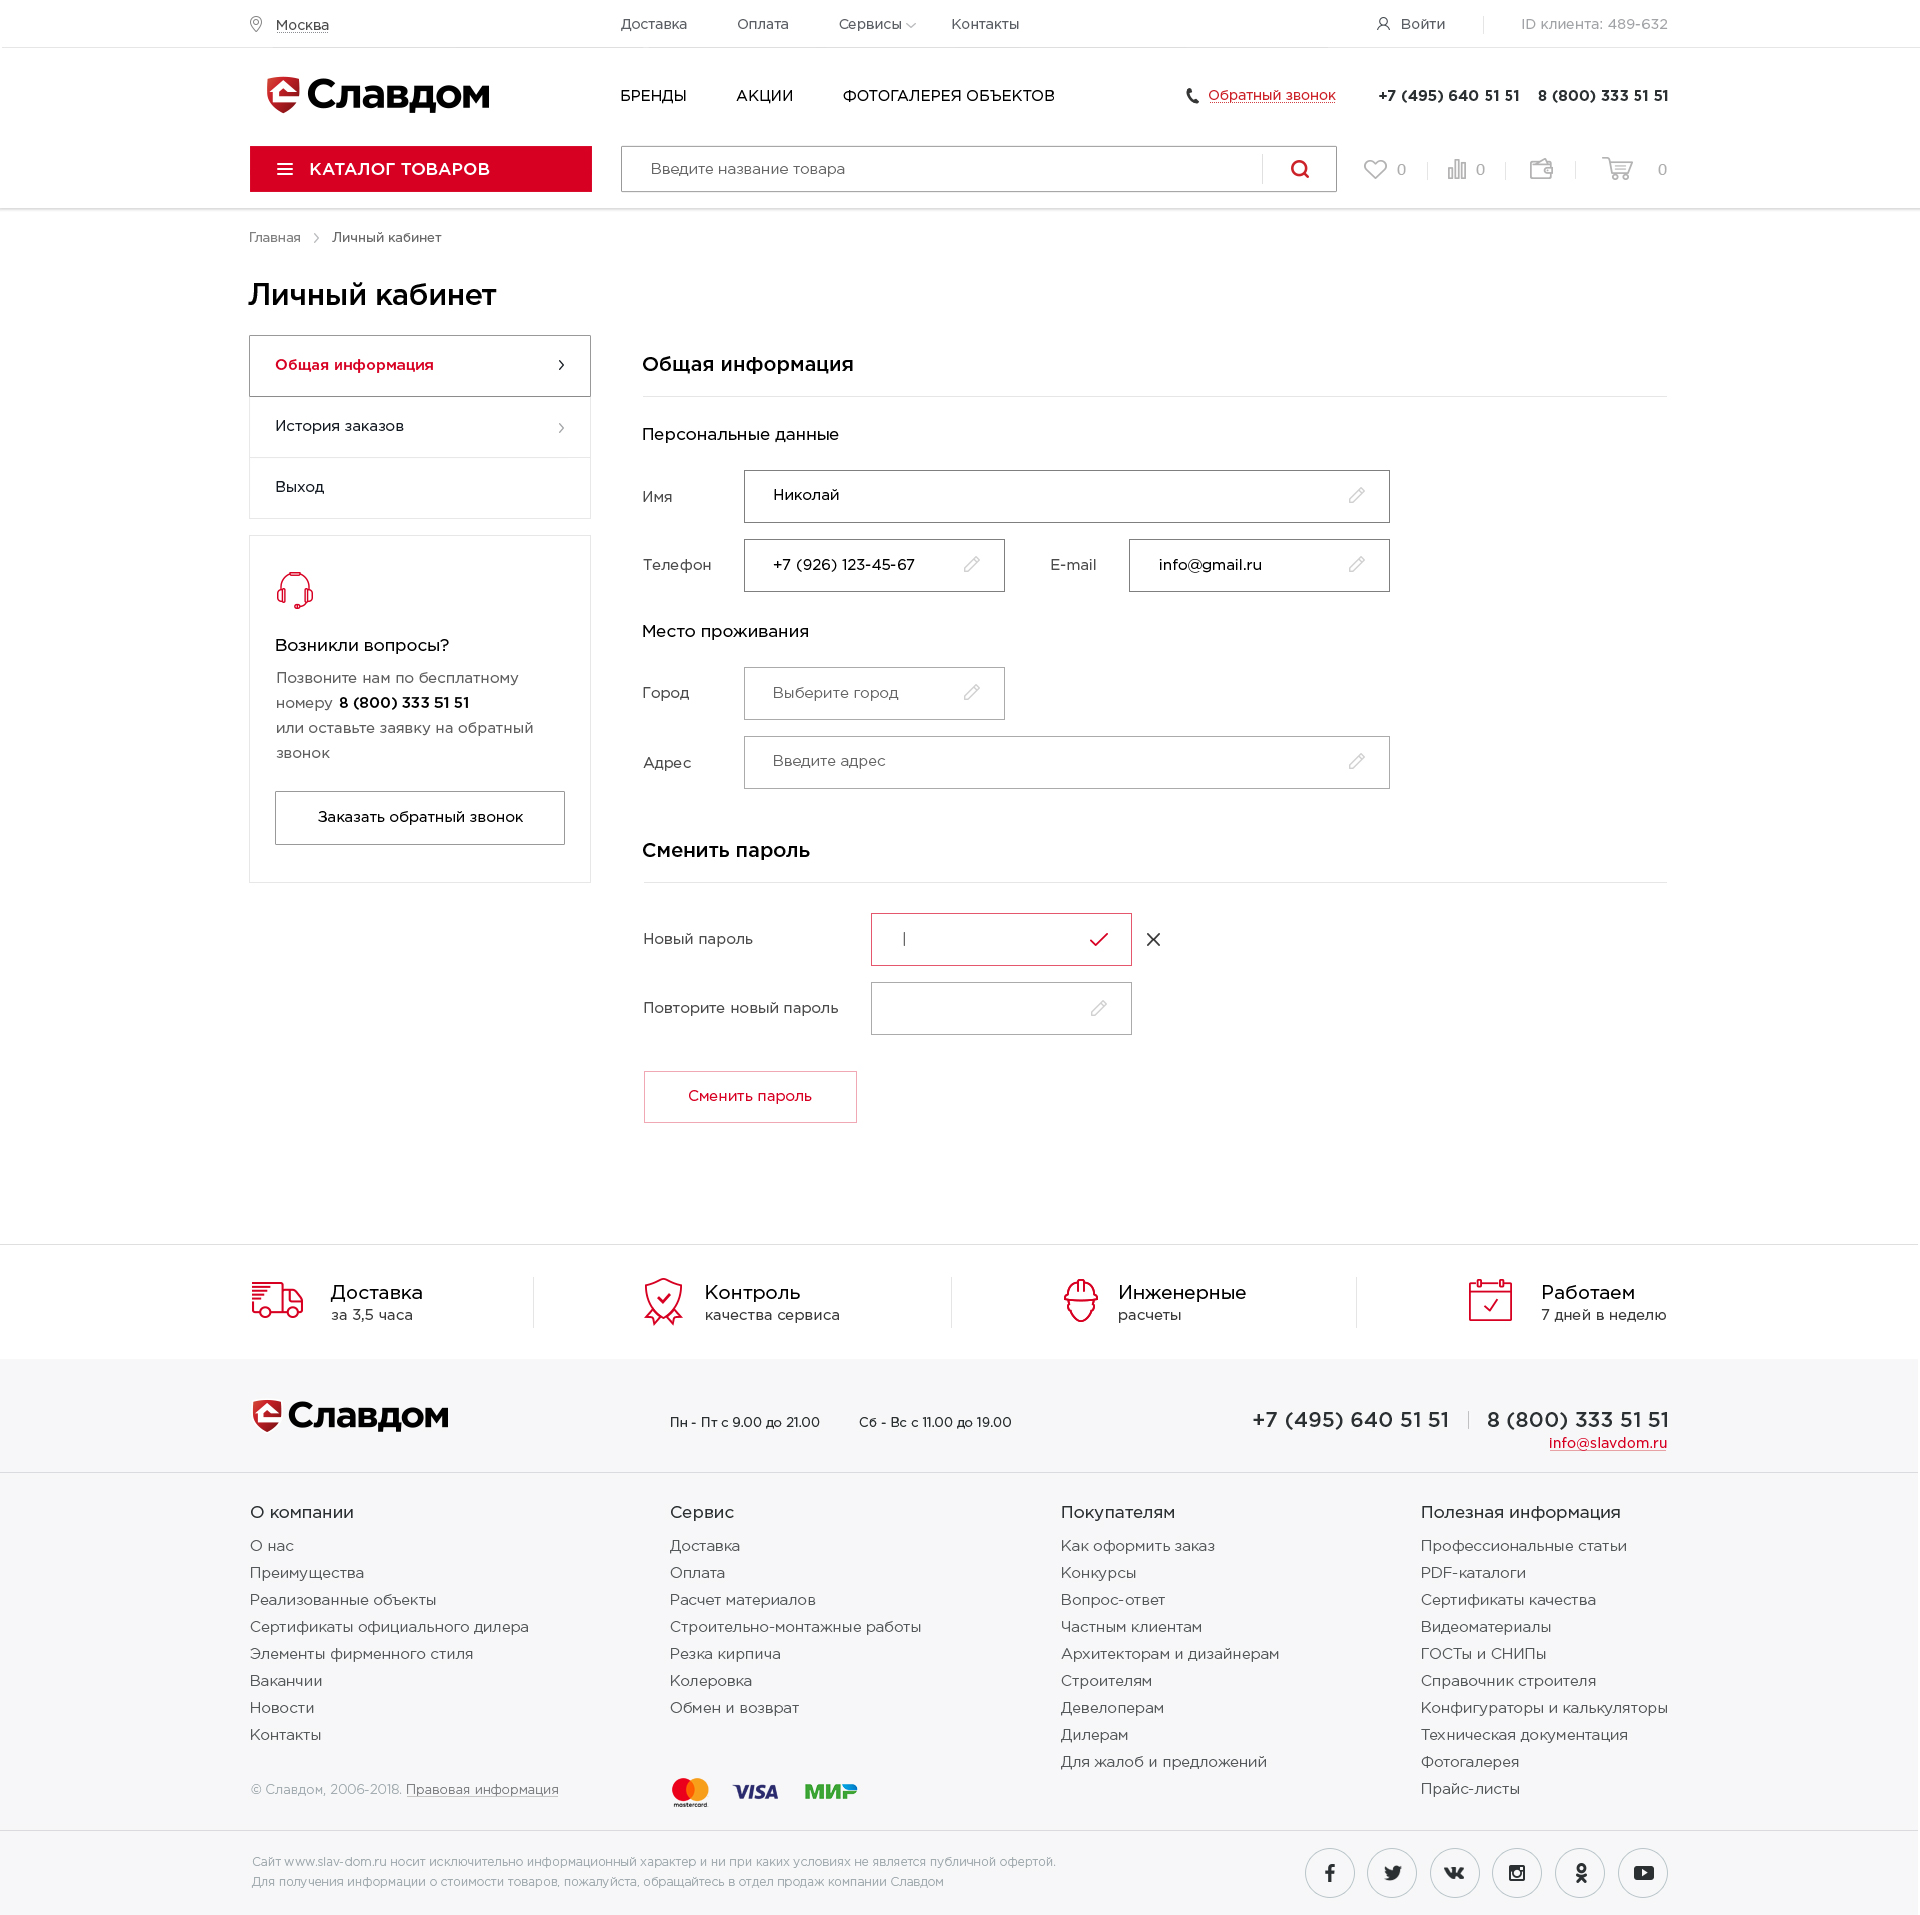 Москва
Доставка Оплата Сервисы Контакты
Войти ID клиента: 489-632
Славдом
БРЕНДЫ АКЦИИ ФОТОГАЛЕРЕЯ ОБЪЕКТОВ
Обратный звонок +7 (495) 640 51 51 8 (800) 333 51 51
КАТАЛОГ ТОВАРОВ
Введите название товара
0 0 0
Главная Личный кабинет
Личный кабинет
Общая информация
История заказов
Выход
Возникли вопросы?
Позвоните нам по бесплатному
номеру 8 (800) 333 51 51
или оставьте заявку на обратный
звонок
Заказать обратный звонок
Общая информация
Персональные данные
Имя Николай
Телефон +7 (926) 123-45-67 E-mail info@gmail.ru
Место проживания
Город Выберите город
Адрес Введите адрес
Сменить пароль
Новый пароль
Повторите новый пароль
Сменить пароль
Доставка
за 3,5 часа
Контроль
качества сервиса
Инженерные
расчеты
Работаем
7 дней в неделю
Славдом
Пн - Пт с 9.00 до 21.00 Сб - Вс с 11.00 до 19.00
+7 (495) 640 51 51 8 (800) 333 51 51
info@slavdom.ru
О компании
О нас
Преимущества
Реализованные объекты
Сертификаты официального дилера
Элементы фирменного стиля
Ваканчии
Новости
Контакты
Сервис
Доставка
Оплата
Расчет материалов
Строительно-монтажные работы
Резка кирпича
Колеровка
Обмен и возврат
Покупателям
Как оформить заказ
Конкурсы
Вопрос-ответ
Частным клиентам
Архитекторам и дизайнерам
Строителям
Девелоперам
Дилерам
Для жалоб и предложений
Полезная информация
Профессиональные статьи
PDF-каталоги
Сертификаты качества
Видеоматериалы
ГОСТы и СНИПы
Справочник строителя
Конфигураторы и калькуляторы
Техническая документация
Фотогалерея
Прайс-листы
© Славдом, 2006-2018. Правовая информация
mastercard VISA МИР
Сайт www.slav-dom.ru носит исключительно информационный характер и ни при каких условиях не является публичной офертой.
Для получения информации о стоимости товаров, пожалуйста, обращайтесь в отдел продаж компании Славдом